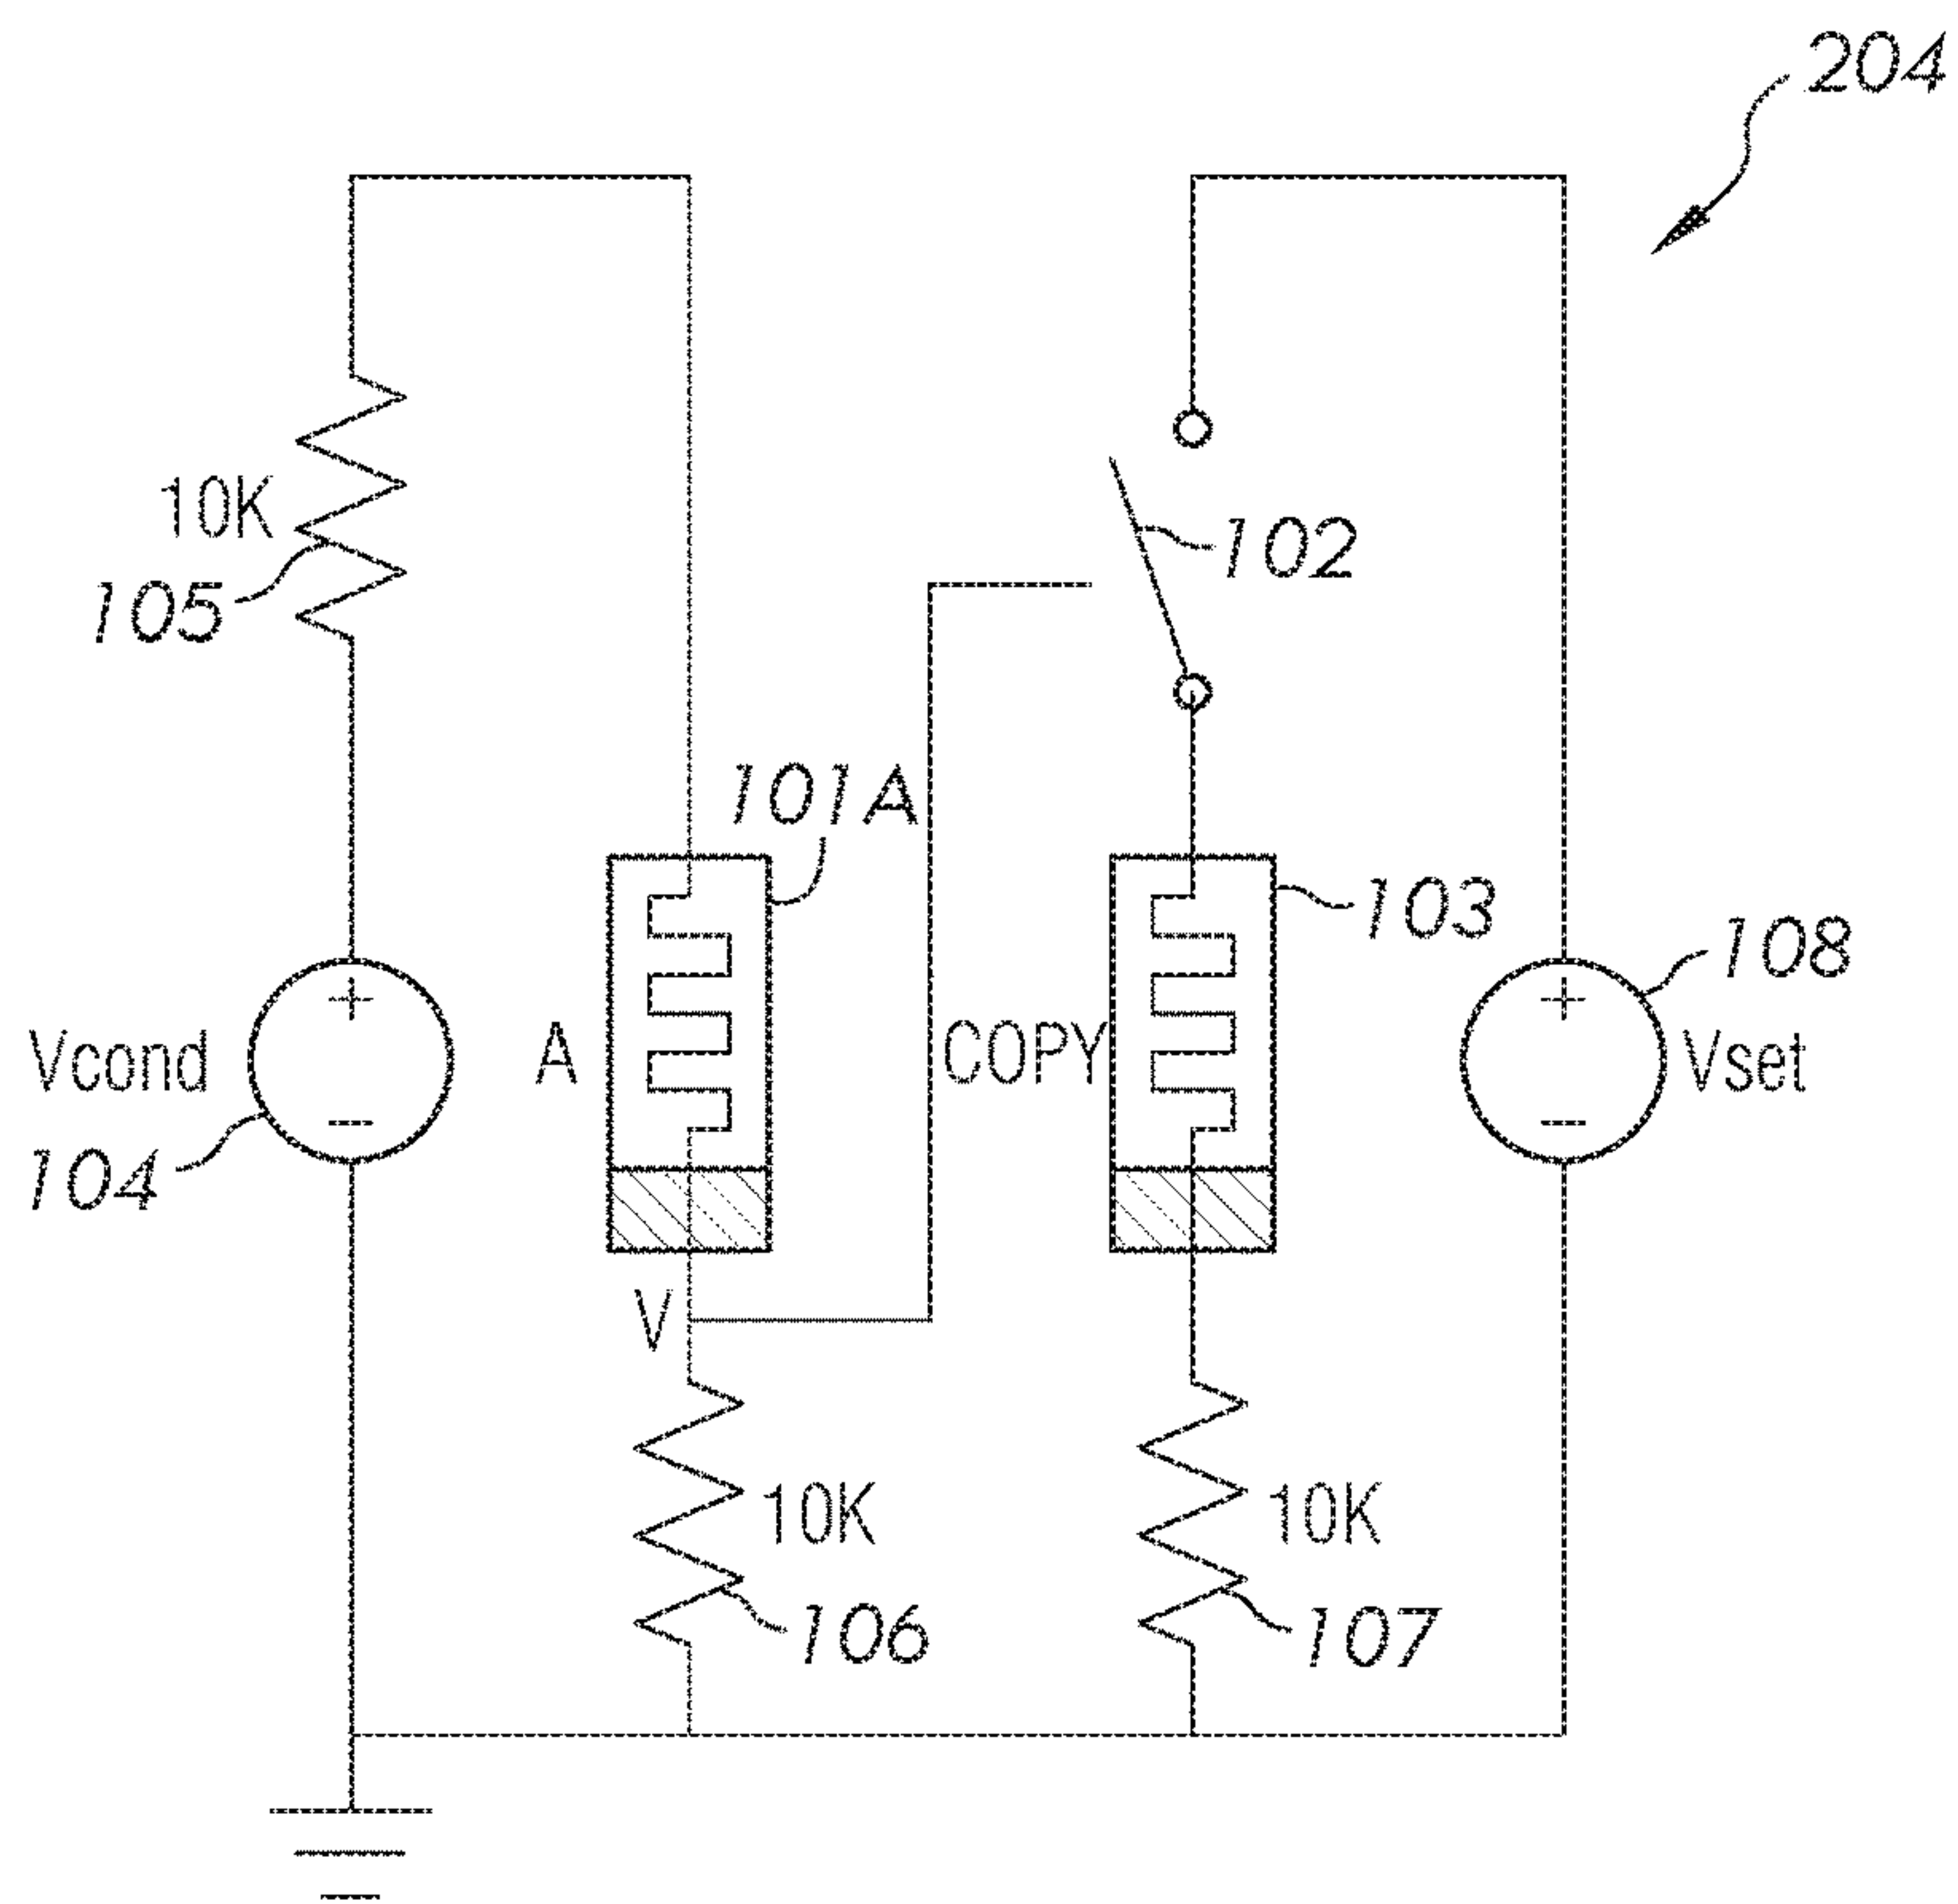 204
10K
102
105
101A
103
108
Vcond
+
−
A
COPY
+
−
Vset
104
V
10K
10K
106
107